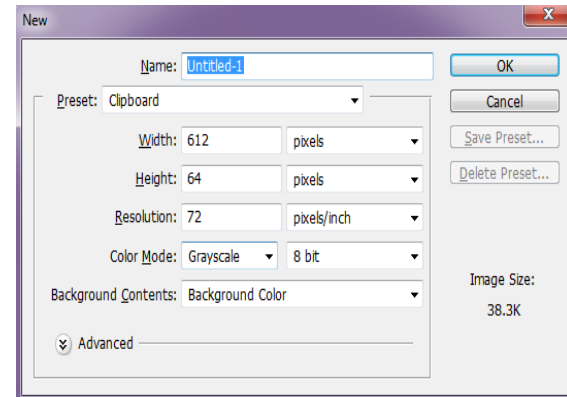 New
Name: Untitled-1
OK
Preset: Clipboard
Cancel
Width: 612 pixels
Save Preset...
Height: 64 pixels
Delete Preset...
Resolution: 72 pixels/inch
Color Mode: Grayscale 8 bit
Image Size:
Background Contents: Background Color
38.3K
Advanced